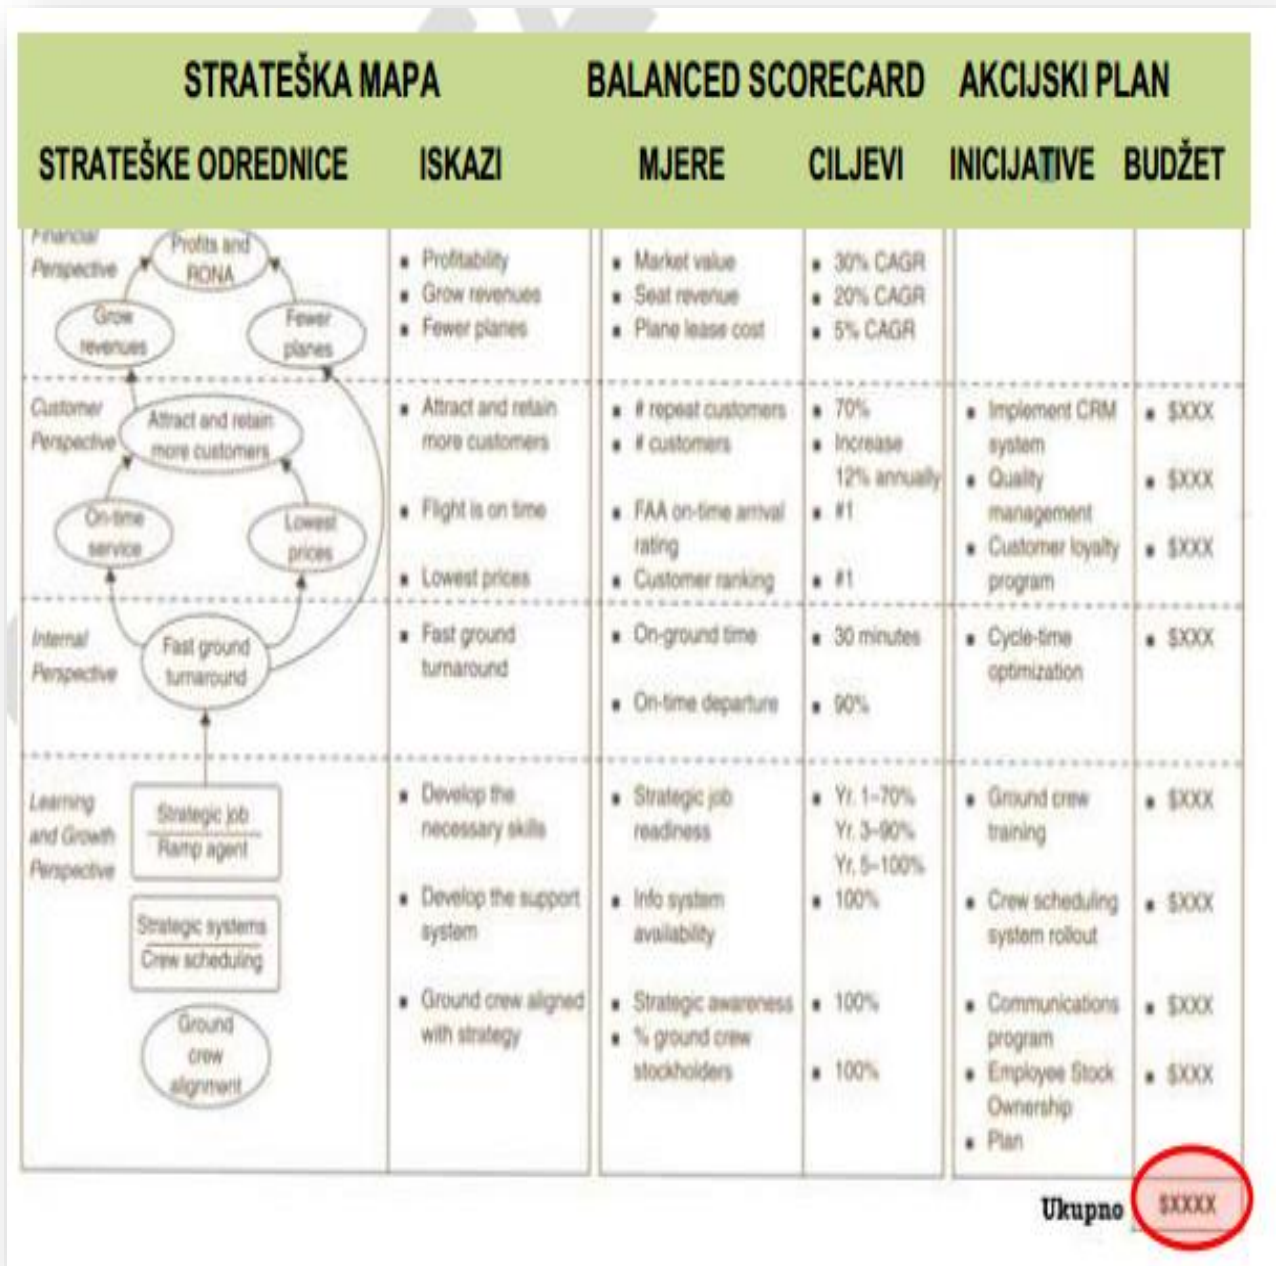 STRATEŠKA MAPA
BALANCED SCORECARD
AKCIJSKI PLAN
STRATEŠKE ODREDNICE
ISKAZI
MJERE
CILJEVI
INICIJATIVE
BUDŽET
Financial
Perspective
Profits and
RONA
Grow
revenues
Fewer
planes
▪ Profitability
▪ Grow revenues
▪ Fewer planes
▪ Market value
▪ Seat revenue
▪ Plane lease cost
▪ 30% CAGR
▪ 20% CAGR
▪ 5% CAGR
Customer
Perspective
Attract and retain
more customers
On-time
service
Lowest
prices
▪ Attract and retain
more customers
▪ Flight is on time
▪ Lowest prices
▪ # repeat customers
▪ # customers
▪ FAA on-time arrival
rating
▪ Customer ranking
▪ 70%
▪ Increase
12% annually
▪ #1
▪ #1
▪ Implement CRM
system
▪ Quality
management
▪ Customer loyalty
program
▪ $XXX
▪ $XXX
▪ $XXX
Internal
Perspective
Fast ground
turnaround
▪ Fast ground
turnaround
▪ On-ground time
▪ On-time departure
▪ 30 minutes
▪ 90%
▪ Cycle-time
optimization
▪ $XXX
Learning
and Growth
Perspective
Strategic job
Ramp agent
Strategic systems
Crew scheduling
Ground
crew
alignment
▪ Develop the
necessary skills
▪ Develop the support
system
▪ Ground crew aligned
with strategy
▪ Strategic job
readiness
▪ Info system
availability
▪ Strategic awareness
▪ % ground crew
stockholders
▪ Yr. 1–70%
Yr. 3–90%
Yr. 5–100%
▪ 100%
▪ 100%
▪ 100%
▪ Ground crew
training
▪ Crew scheduling
system rollout
▪ Communications
program
▪ Employee Stock
Ownership
▪ Plan
▪ $XXX
▪ $XXX
▪ $XXX
▪ $XXX
Ukupno
$XXXX